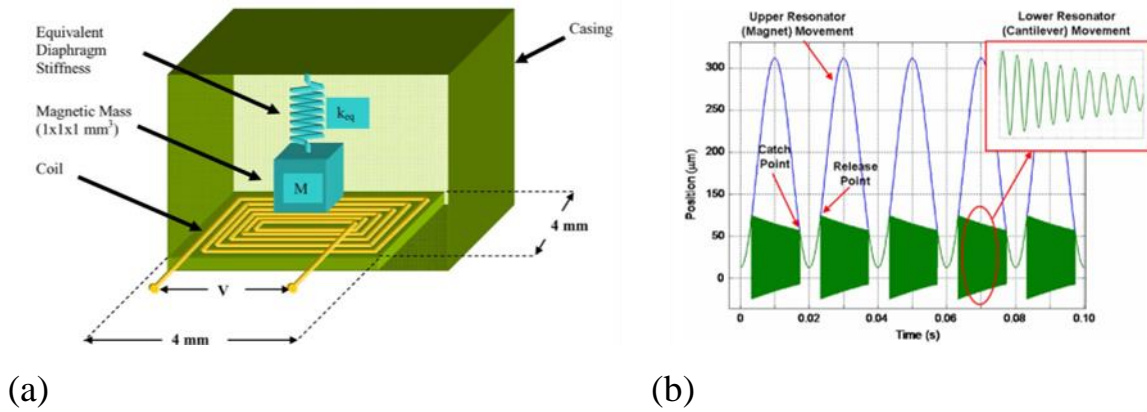 Equivalent
Diaphragm
Stiffness
Magnetic Mass
(1x1x1 mm³)
Coil
Casing
k_eq
M
V
4 mm
4 mm
(a)
Upper Resonator
(Magnet) Movement
Lower Resonator
(Cantilever) Movement
Catch
Point
Release
Point
Position (μm)
300
250
200
150
100
50
0
0
0.02
0.04
0.06
0.08
0.10
Time (s)
(b)